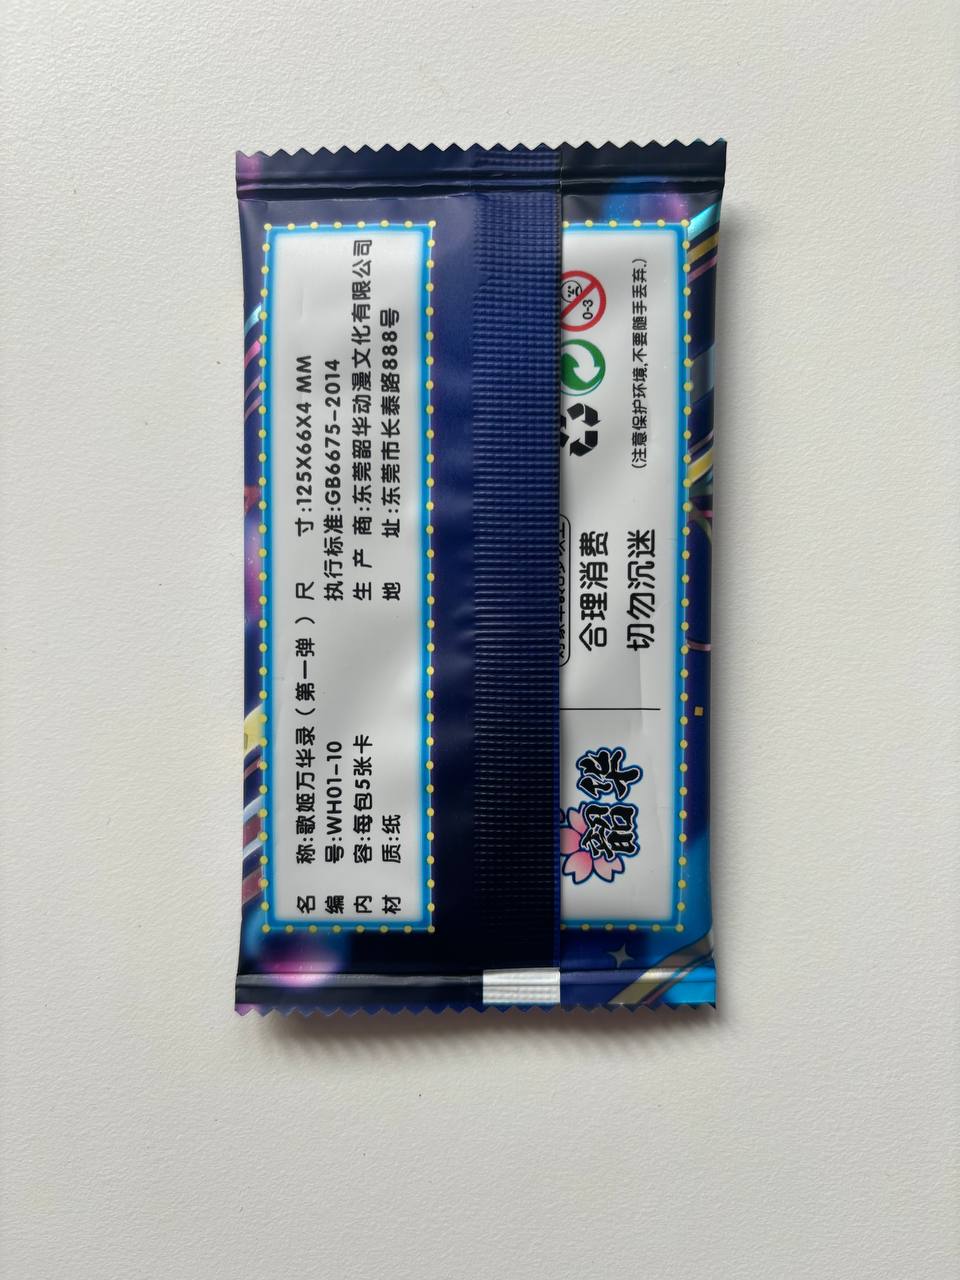 名 称:歌姬万华录(第一弹)
编 号:WH01-10
内 容:每包5张卡
材 质:纸
尺 寸:125X66X4 MM
执行标准:GB6675-2014
生 产 商:东莞韶华动漫文化有限公司
地 址:东莞市长泰路888号
韶华
合理消费
切勿沉迷
0-3
(注意保护环境,不要随手丢弃.)